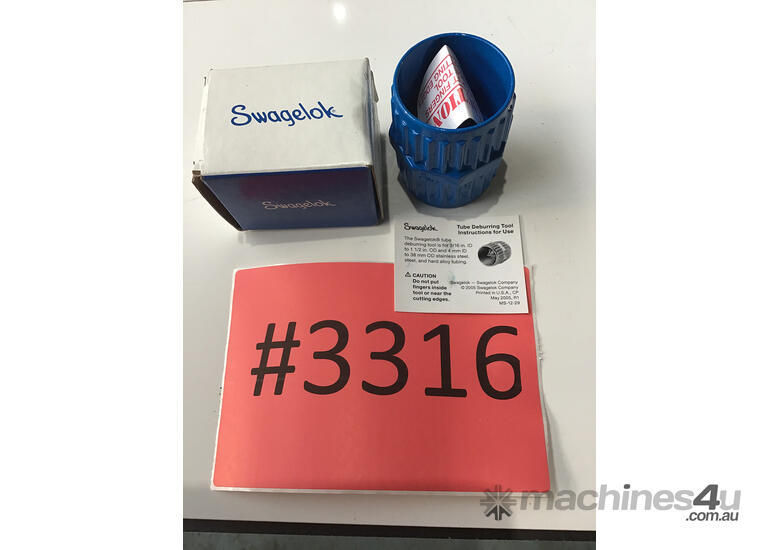 Swagelok
Swagelok
CAUTION
Swagelok
Tube Deburring Tool
Instructions for Use
The Swagelok® tube
deburring tool is for 3/16 in. ID
to 1 1/2 in. OD and 4 mm ID
to 38 mm OD stainless steel,
steel, and hard alloy tubing.
⚠ CAUTION
Do not put
fingers inside
tool or near the
cutting edges.
Swagelok — Swagelok Company
© 2005 Swagelok Company
Printed in U.S.A., CP
May 2005, R1
MS-12-29
#3316
machines4u
.com.au